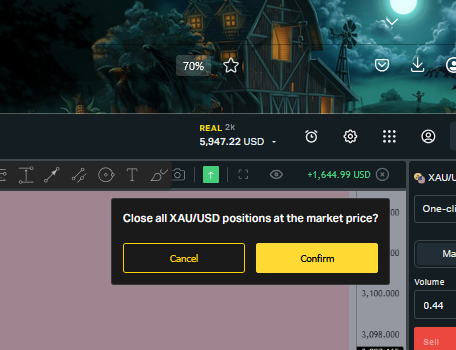 70%
REAL 2k
5,947.22 USD
T
+1,644.99 USD
XAU/U
Close all XAU/USD positions at the market price?
One-cli
Cancel
Confirm
Ma
Volume
3,100.000
0.44
3,098.000
Sell